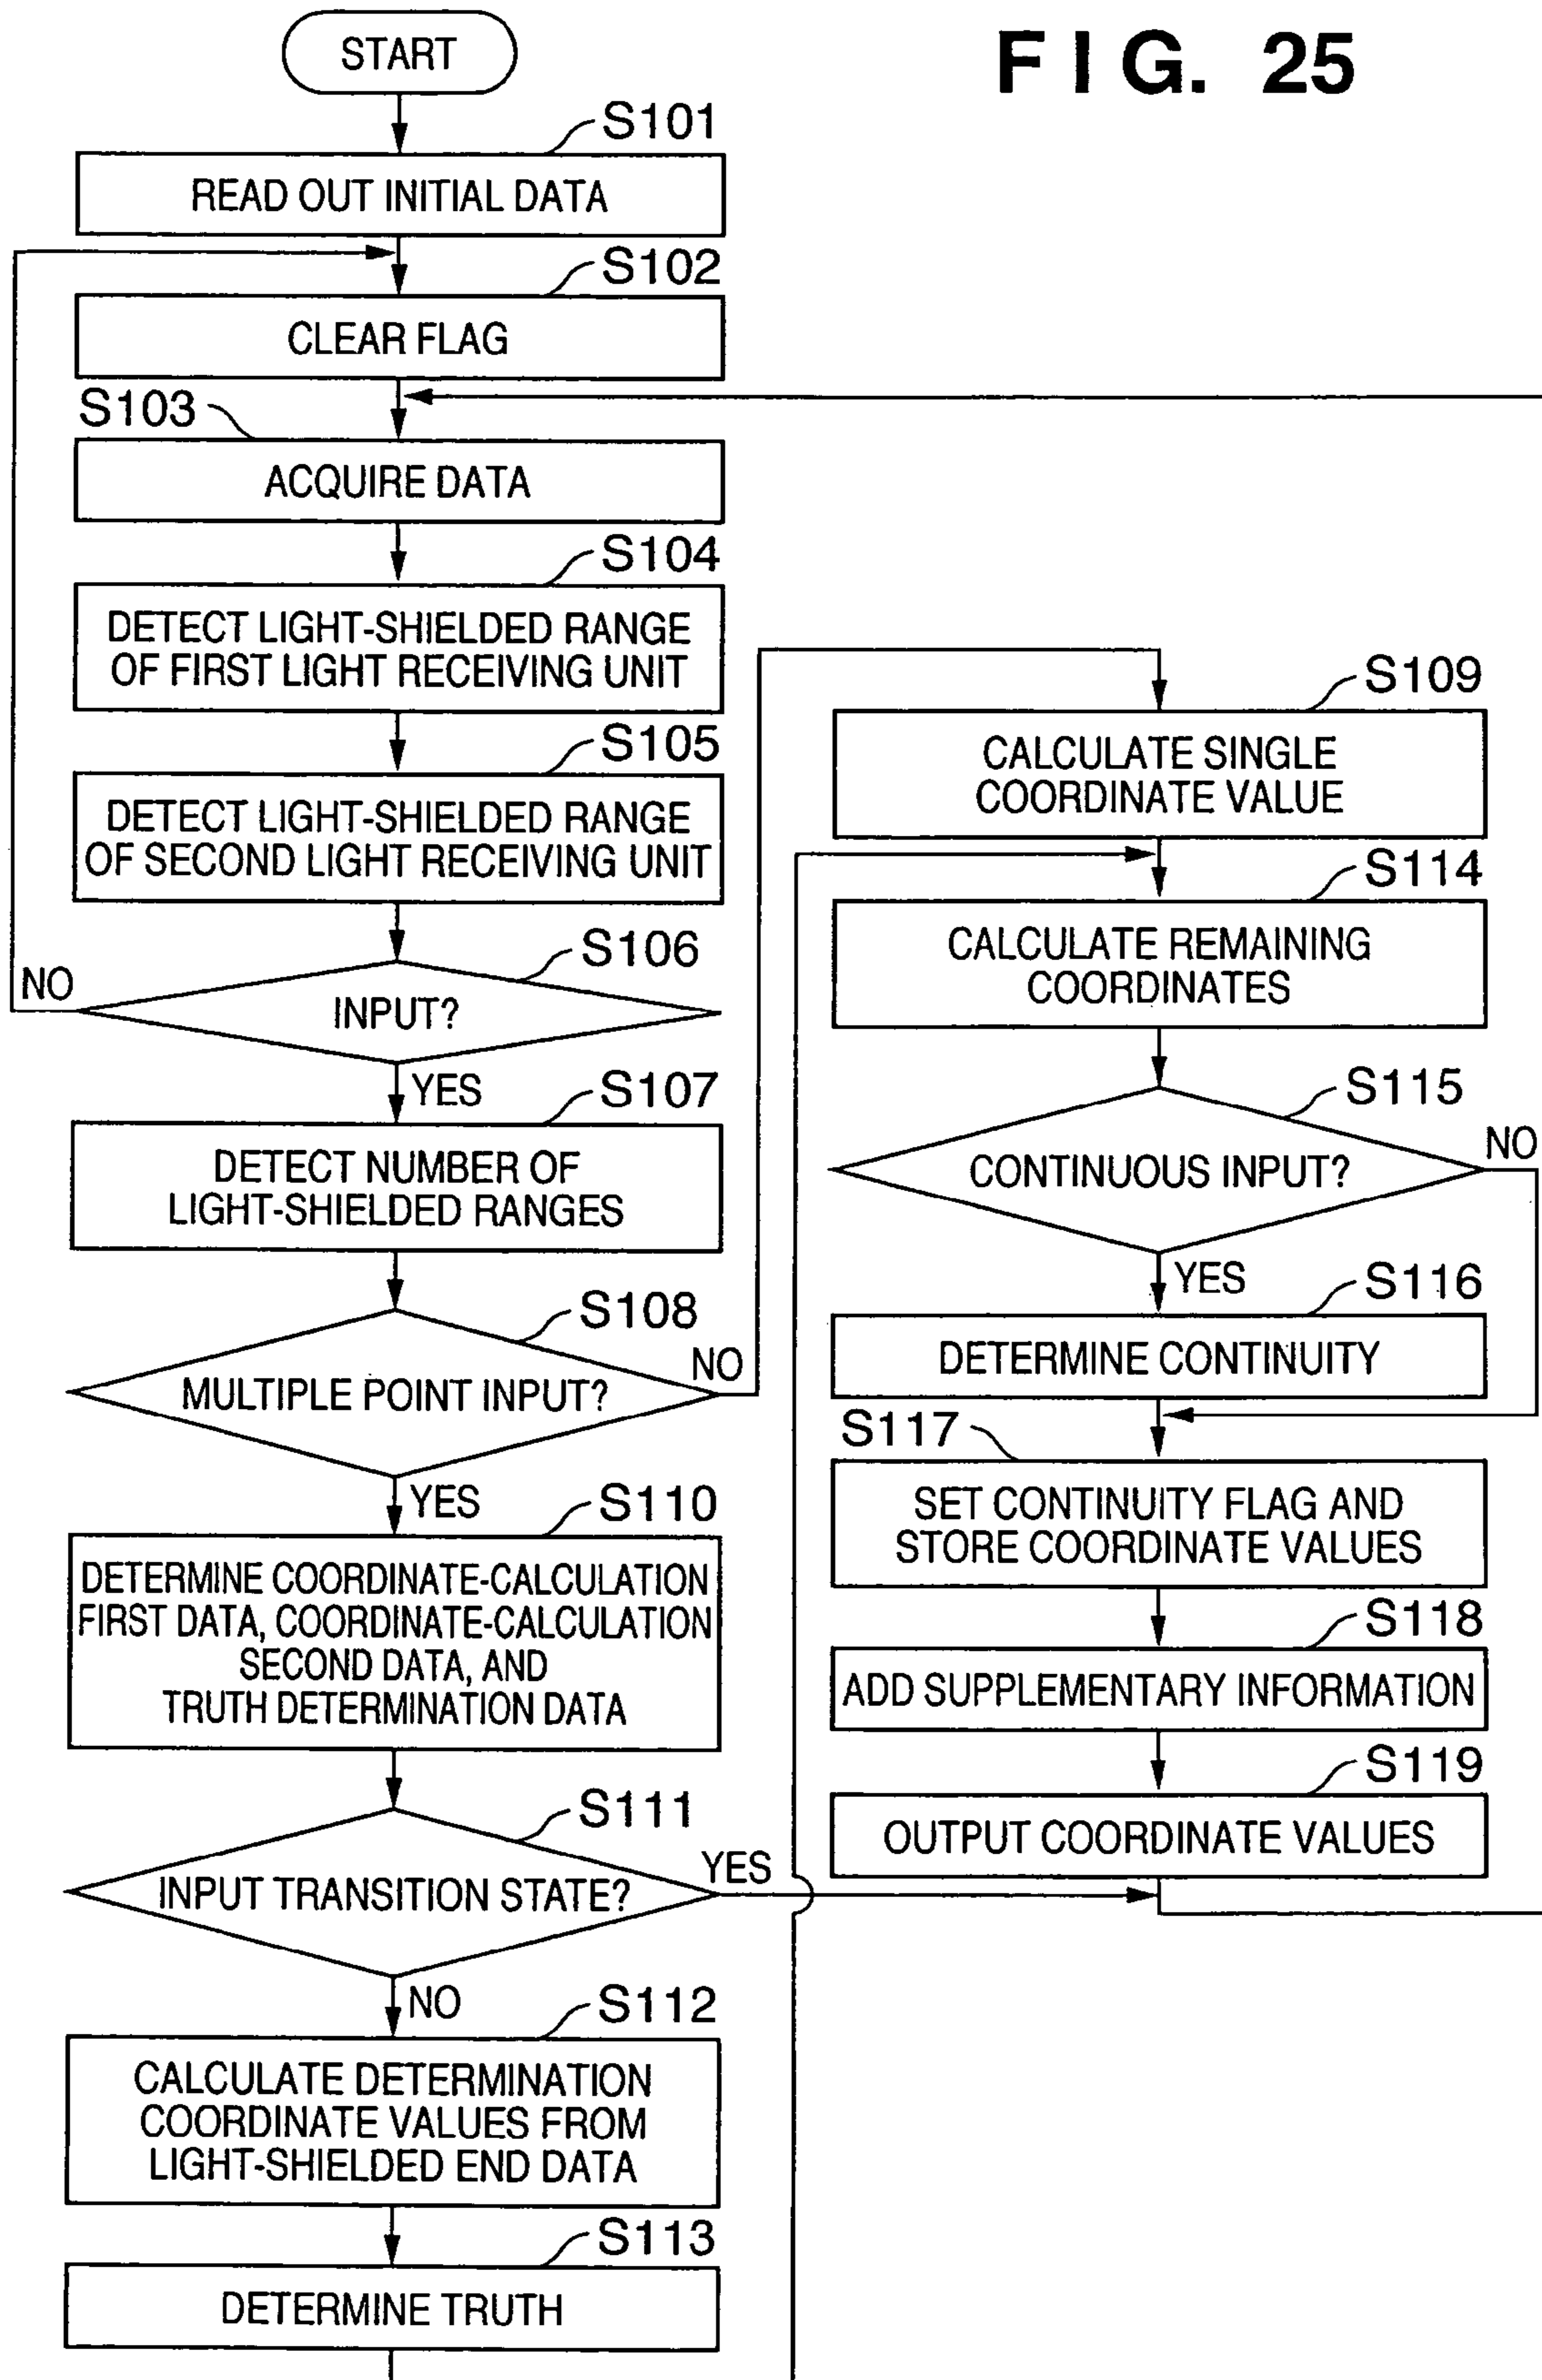 FIG. 25
START
S101
READ OUT INITIAL DATA
S102
CLEAR FLAG
S103
ACQUIRE DATA
S104
DETECT LIGHT-SHIELDED RANGE
OF FIRST LIGHT RECEIVING UNIT
S105
DETECT LIGHT-SHIELDED RANGE
OF SECOND LIGHT RECEIVING UNIT
S106
NO
INPUT?
YES
S107
DETECT NUMBER OF
LIGHT-SHIELDED RANGES
S108
NO
MULTIPLE POINT INPUT?
YES
S110
DETERMINE COORDINATE-CALCULATION
FIRST DATA, COORDINATE-CALCULATION
SECOND DATA, AND
TRUTH DETERMINATION DATA
S111
YES
INPUT TRANSITION STATE?
NO
S112
CALCULATE DETERMINATION
COORDINATE VALUES FROM
LIGHT-SHIELDED END DATA
S113
DETERMINE TRUTH
S109
CALCULATE SINGLE
COORDINATE VALUE
S114
CALCULATE REMAINING
COORDINATES
S115
NO
CONTINUOUS INPUT?
YES
S116
DETERMINE CONTINUITY
S117
SET CONTINUITY FLAG AND
STORE COORDINATE VALUES
S118
ADD SUPPLEMENTARY INFORMATION
S119
OUTPUT COORDINATE VALUES